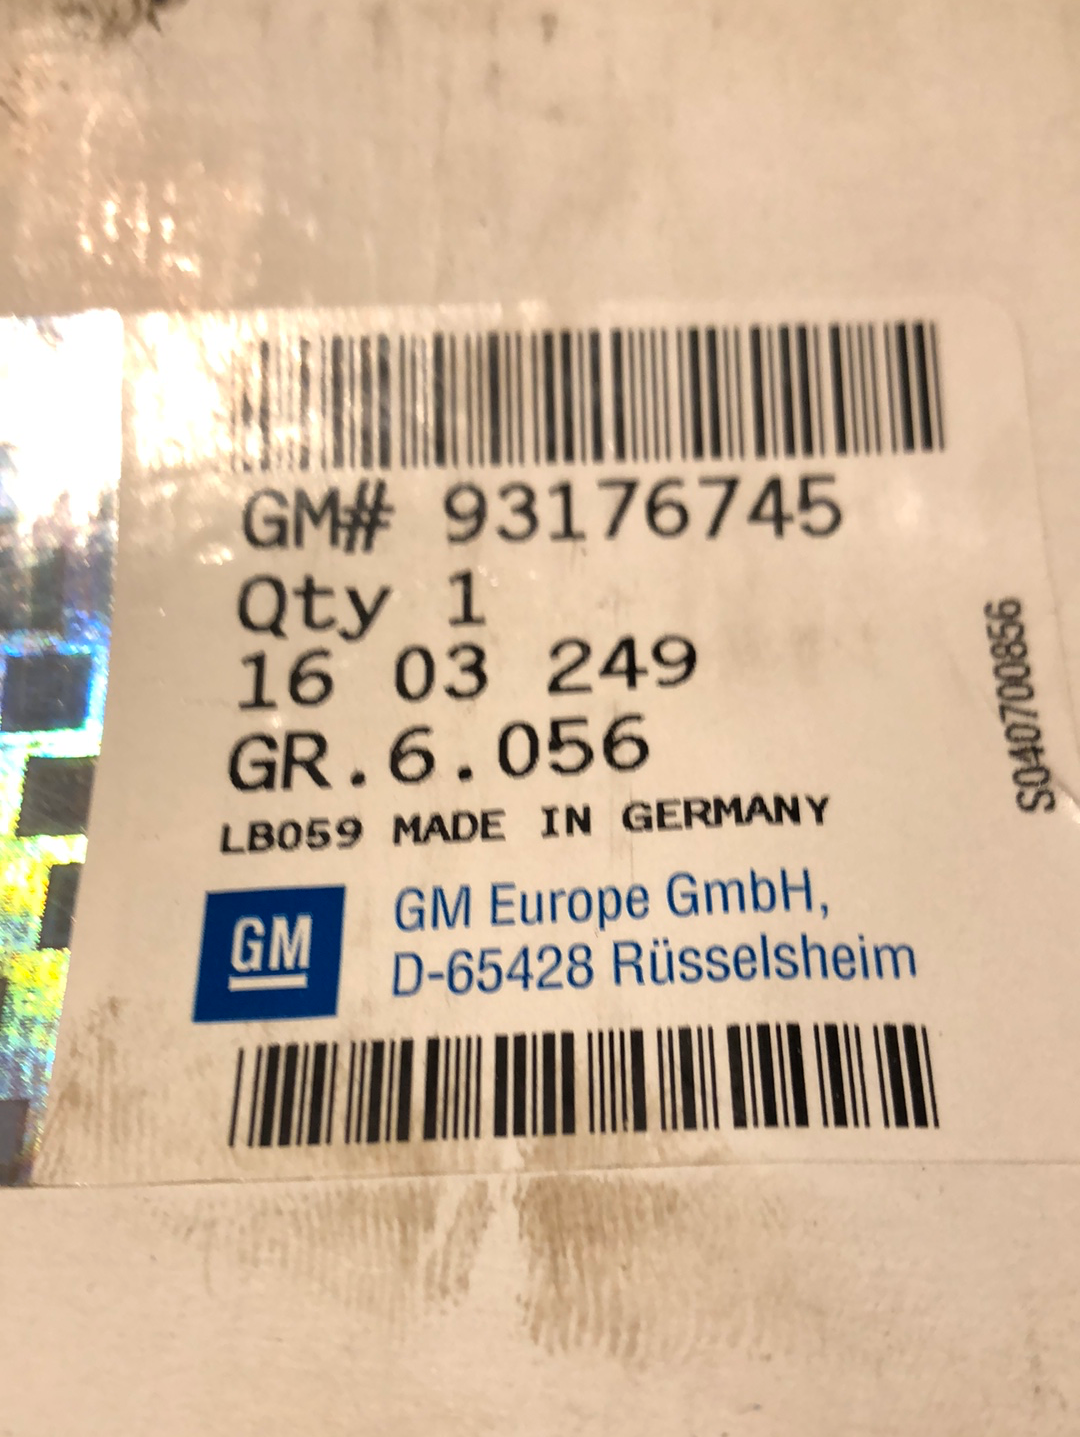 GM# 93176745
Qty 1
16 03 249
GR.6.056
LB059 MADE IN GERMANY
GM
GM Europe GmbH,
D-65428 Rüsselsheim
S040700856